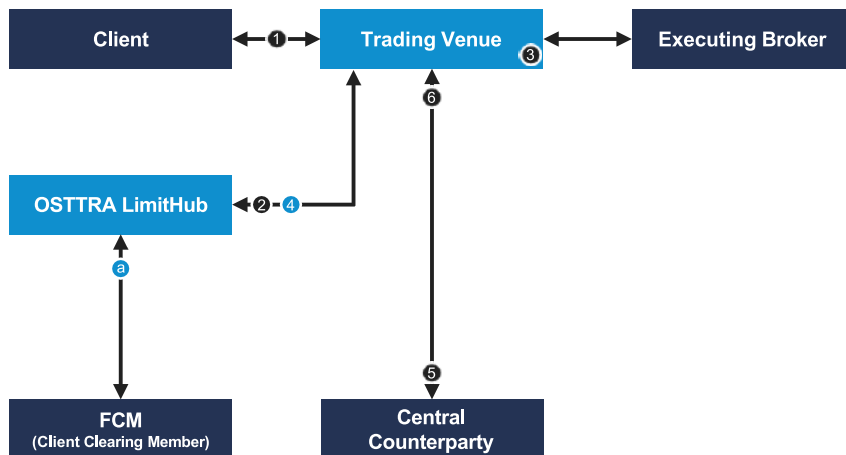 Client
1
Trading Venue
3
Executing Broker
6
OSTTRA LimitHub
2
4
a
5
FCM
(Client Clearing Member)
Central
Counterparty